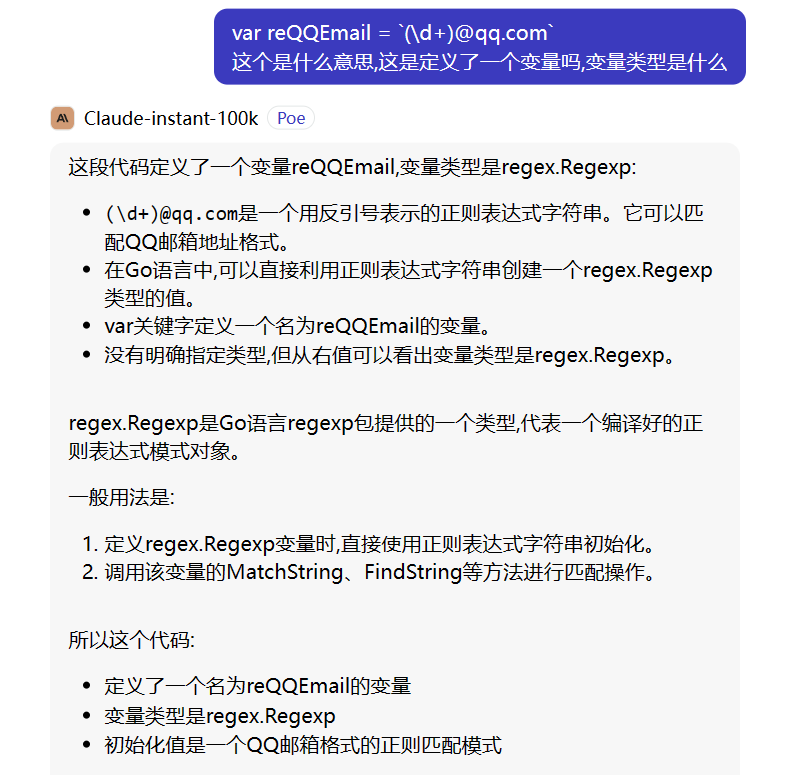 var reQQEmail = `(\d+)@qq.com`
这个是什么意思,这是定义了一个变量吗,变量类型是什么
Claude-instant-100k Poe
这段代码定义了一个变量reQQEmail,变量类型是regex.Regexp:
• (\d+)@qq.com是一个用反引号表示的正则表达式字符串。它可以匹
配QQ邮箱地址格式。
• 在Go语言中,可以直接利用正则表达式字符串创建一个regex.Regexp
类型的值。
• var关键字定义一个名为reQQEmail的变量。
• 没有明确指定类型,但从右值可以看出变量类型是regex.Regexp。
regex.Regexp是Go语言regexp包提供的一个类型,代表一个编译好的正
则表达式模式对象。
一般用法是:
1. 定义regex.Regexp变量时,直接使用正则表达式字符串初始化。
2. 调用该变量的MatchString、FindString等方法进行匹配操作。
所以这个代码:
• 定义了一个名为reQQEmail的变量
• 变量类型是regex.Regexp
• 初始化值是一个QQ邮箱格式的正则匹配模式